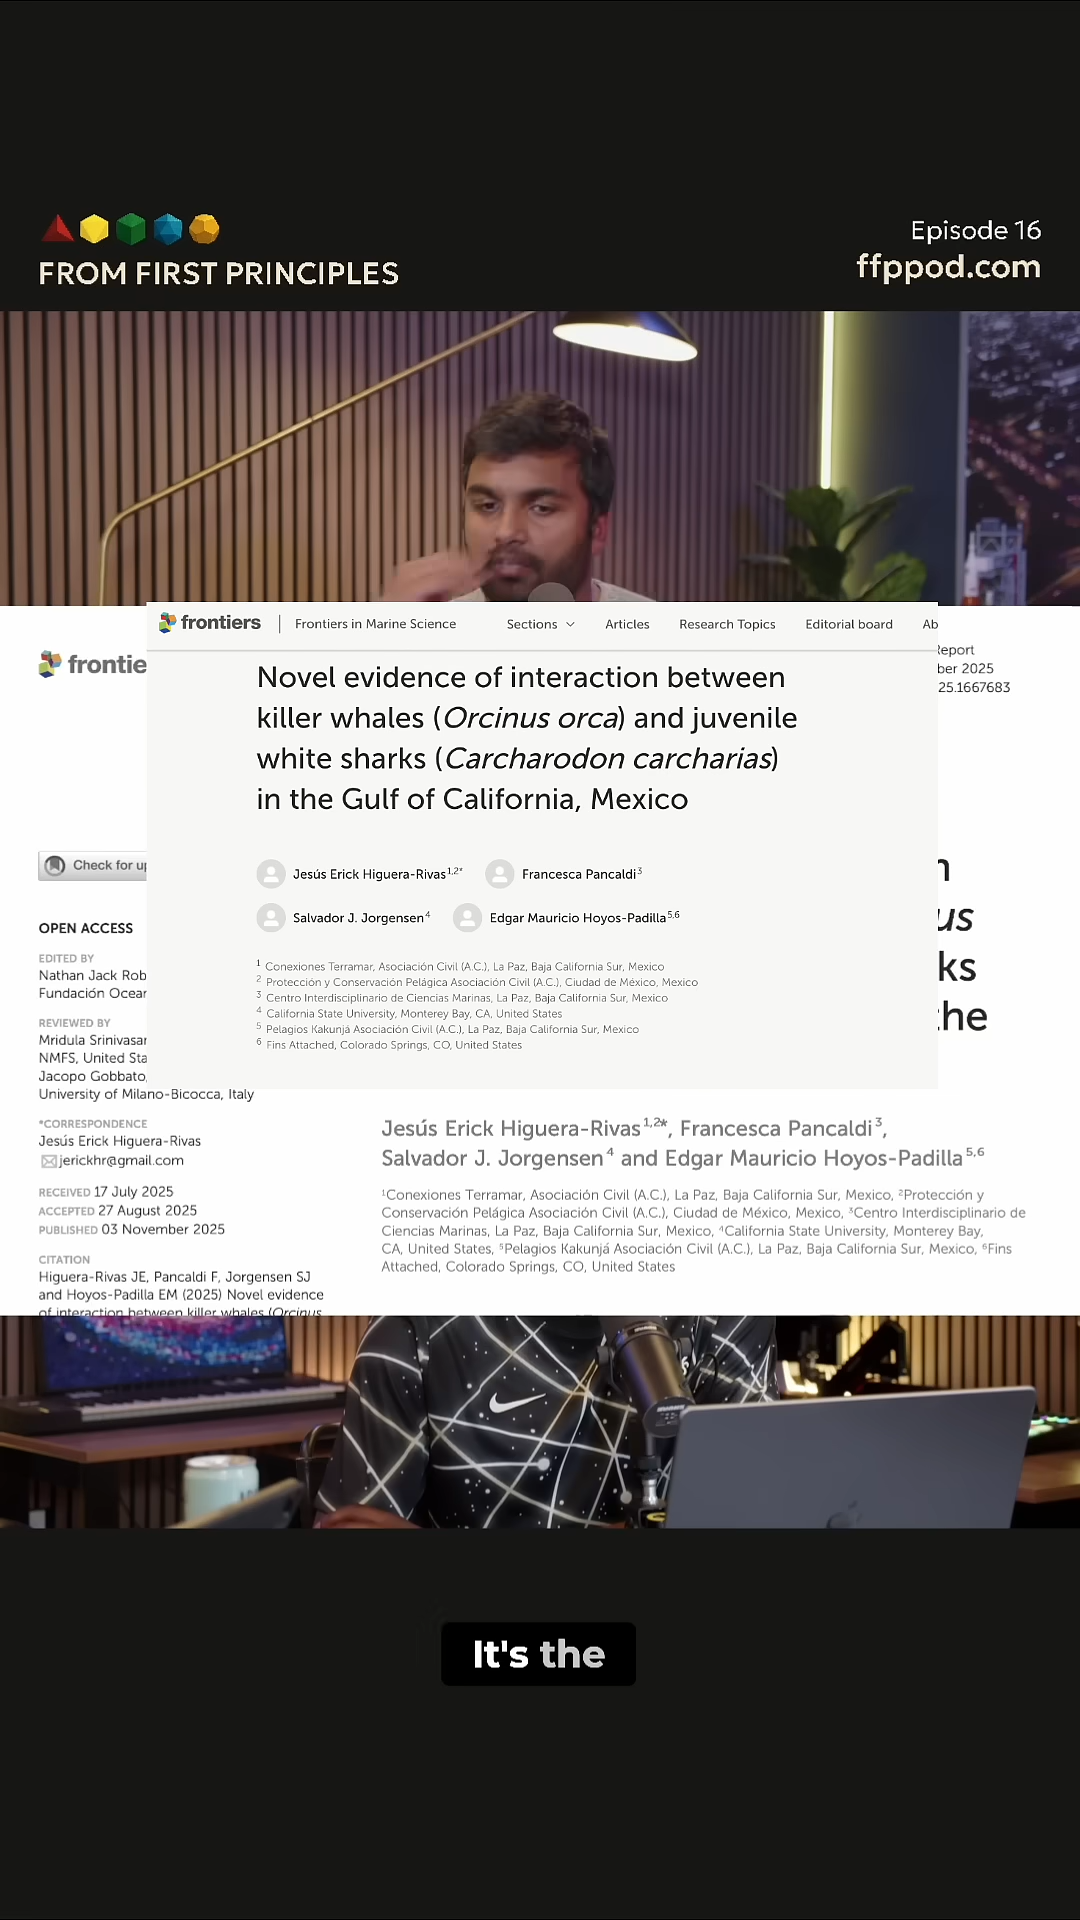 FROM FIRST PRINCIPLES
Episode 16
ffppod.com
frontiers
Frontiers in Marine Science
Sections
Articles
Research Topics
Editorial board
Ab
Novel evidence of interaction between
killer whales (Orcinus orca) and juvenile
white sharks (Carcharodon carcharias)
in the Gulf of California, Mexico
Jesús Erick Higuera-Rivas1,2* Francesca Pancaldi3
Salvador J. Jorgensen4 Edgar Mauricio Hoyos-Padilla5,6
1 Conexiones Terramar, Asociación Civil (A.C.), La Paz, Baja California Sur, Mexico
2 Protección y Conservación Pelágica Asociación Civil (A.C.), Ciudad de México, Mexico
3 Centro Interdisciplinario de Ciencias Marinas, La Paz, Baja California Sur, Mexico
4 California State University, Monterey Bay, CA, United States
5 Pelagios Kakunjá Asociación Civil (A.C.), La Paz, Baja California Sur, Mexico
6 Fins Attached, Colorado Springs, CO, United States
frontie
Report
ber 2025
25.1667683
Check for up
OPEN ACCESS
EDITED BY
Nathan Jack Rob
Fundación Ocear
REVIEWED BY
Mridula Srinivasar
NMFS, United Sta
Jacopo Gobbato,
University of Milano-Bicocca, Italy
*CORRESPONDENCE
Jesús Erick Higuera-Rivas
jerickhr@gmail.com
RECEIVED 17 July 2025
ACCEPTED 27 August 2025
PUBLISHED 03 November 2025
CITATION
Higuera-Rivas JE, Pancaldi F, Jorgensen SJ
and Hoyos-Padilla EM (2025) Novel evidence
of interaction between killer whales (Orcinus
n
us
ks
the
Jesús Erick Higuera-Rivas1,2*, Francesca Pancaldi3,
Salvador J. Jorgensen4 and Edgar Mauricio Hoyos-Padilla5,6
1Conexiones Terramar, Asociación Civil (A.C.), La Paz, Baja California Sur, Mexico, 2Protección y
Conservación Pelágica Asociación Civil (A.C.), Ciudad de México, Mexico, 3Centro Interdisciplinario de
Ciencias Marinas, La Paz, Baja California Sur, Mexico, 4California State University, Monterey Bay,
CA, United States, 5Pelagios Kakunjá Asociación Civil (A.C.), La Paz, Baja California Sur, Mexico, 6Fins
Attached, Colorado Springs, CO, United States
It's the